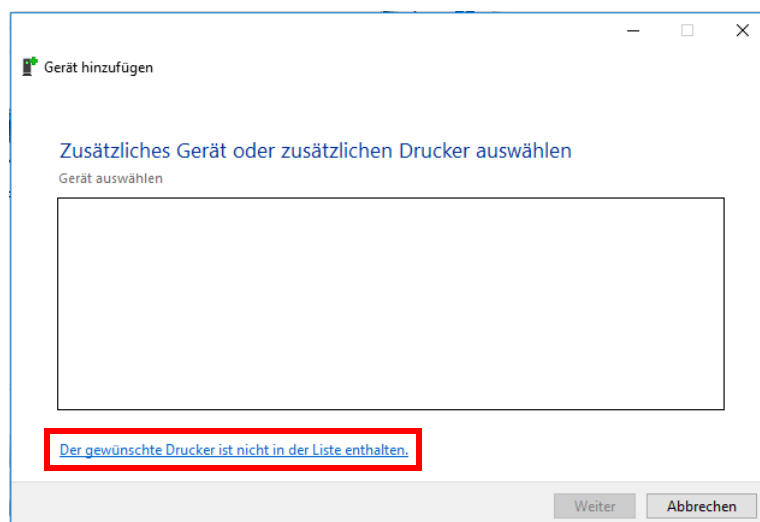 Gerät hinzufügen
Zusätzliches Gerät oder zusätzlichen Drucker auswählen
Gerät auswählen
Der gewünschte Drucker ist nicht in der Liste enthalten.
Weiter
Abbrechen